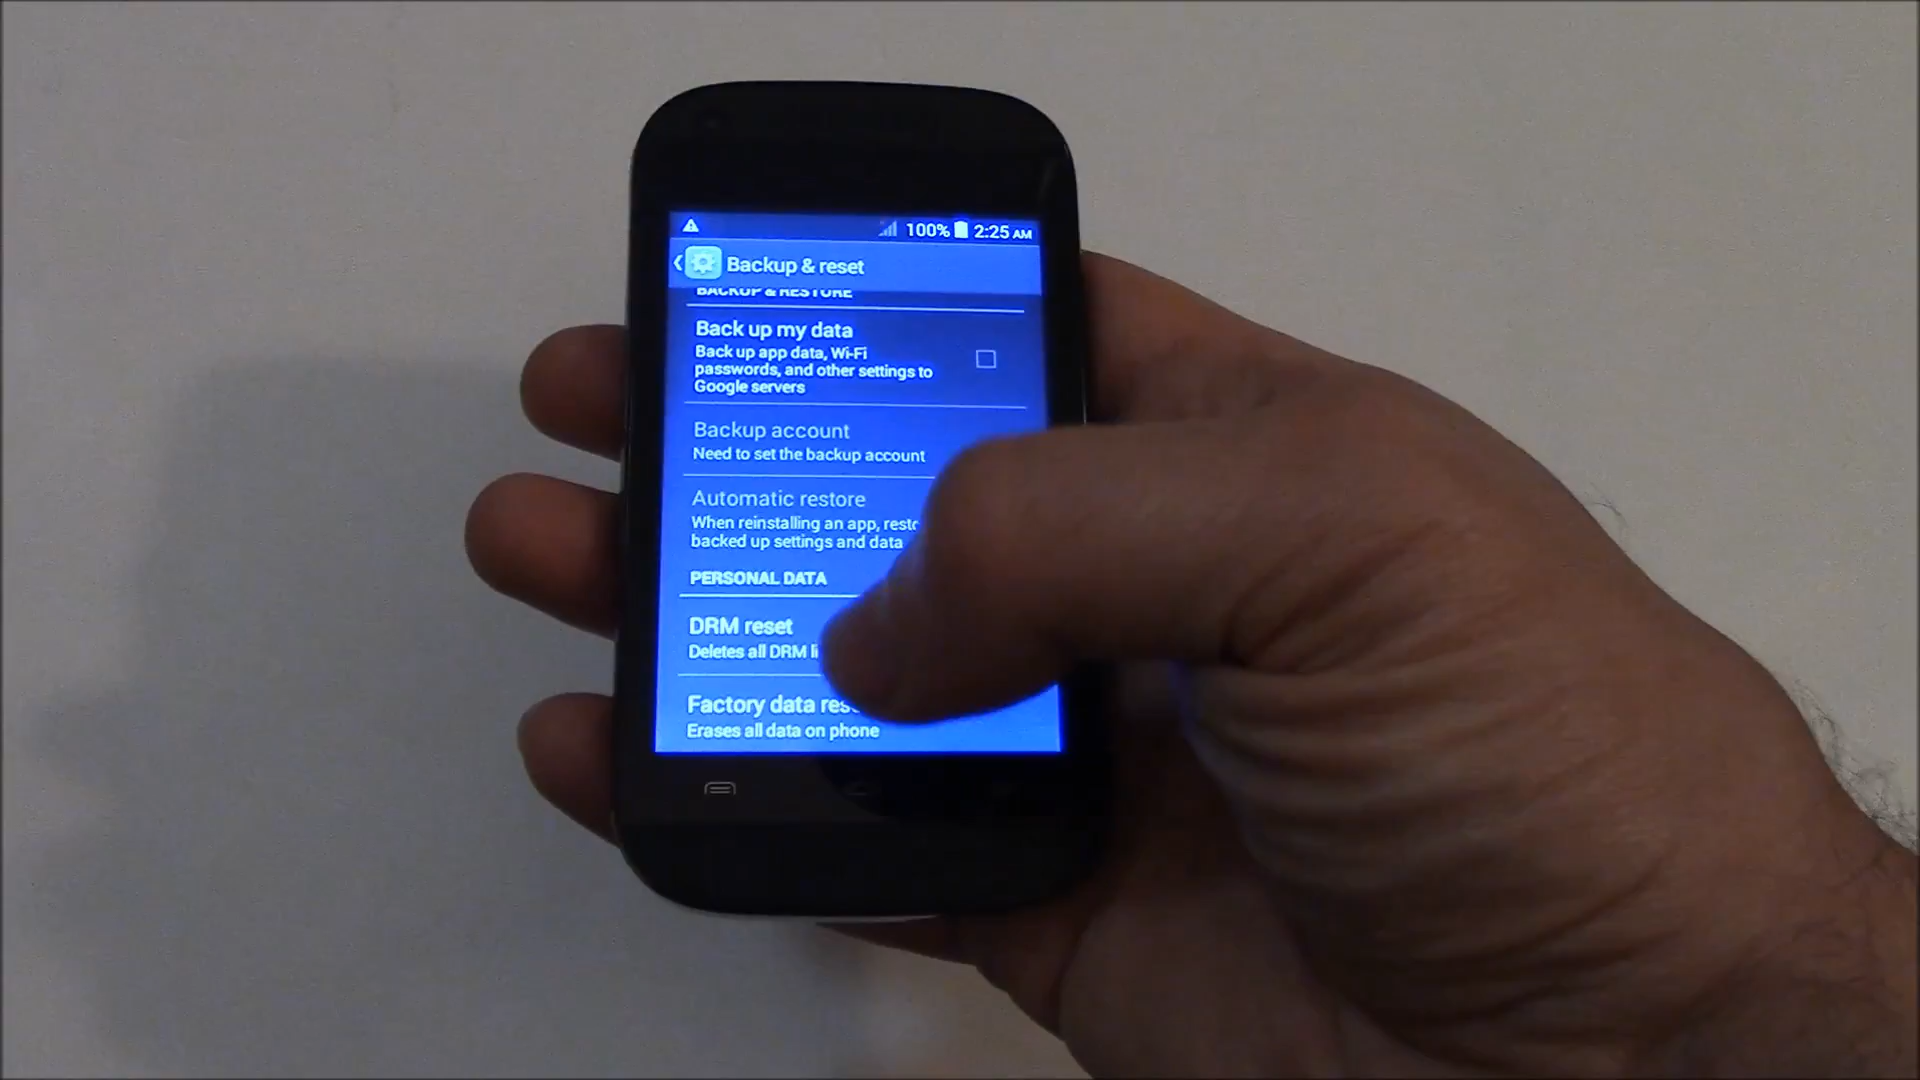 100% 2:25 AM
Backup & reset
BACKUP & RESTORE
Back up my data
Back up app data, Wi-Fi
passwords, and other settings to
Google servers
Backup account
Need to set the backup account
Automatic restore
When reinstalling an app,
backed up settings and data
PERSONAL DATA
DRM reset
Deletes all DRM
Factory data
Erases all data on phone